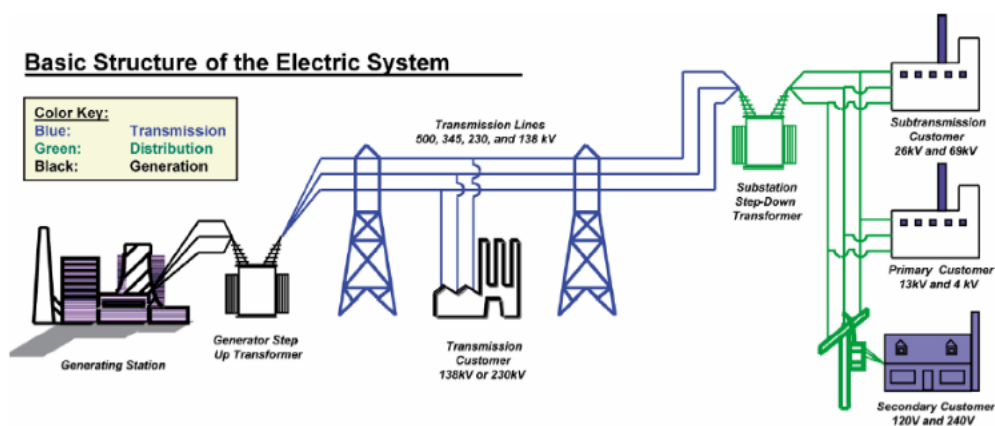 Basic Structure of the Electric System
Color Key:
Blue: Transmission
Green: Distribution
Black: Generation
Transmission Lines
500, 345, 230, and 138 kV
Subtransmission
Customer
26kV and 69kV
Substation
Step-Down
Transformer
Primary Customer
13kV and 4 kV
Generating Station
Generator Step
Up Transformer
Transmission
Customer
138kV or 230kV
Secondary Customer
120V and 240V